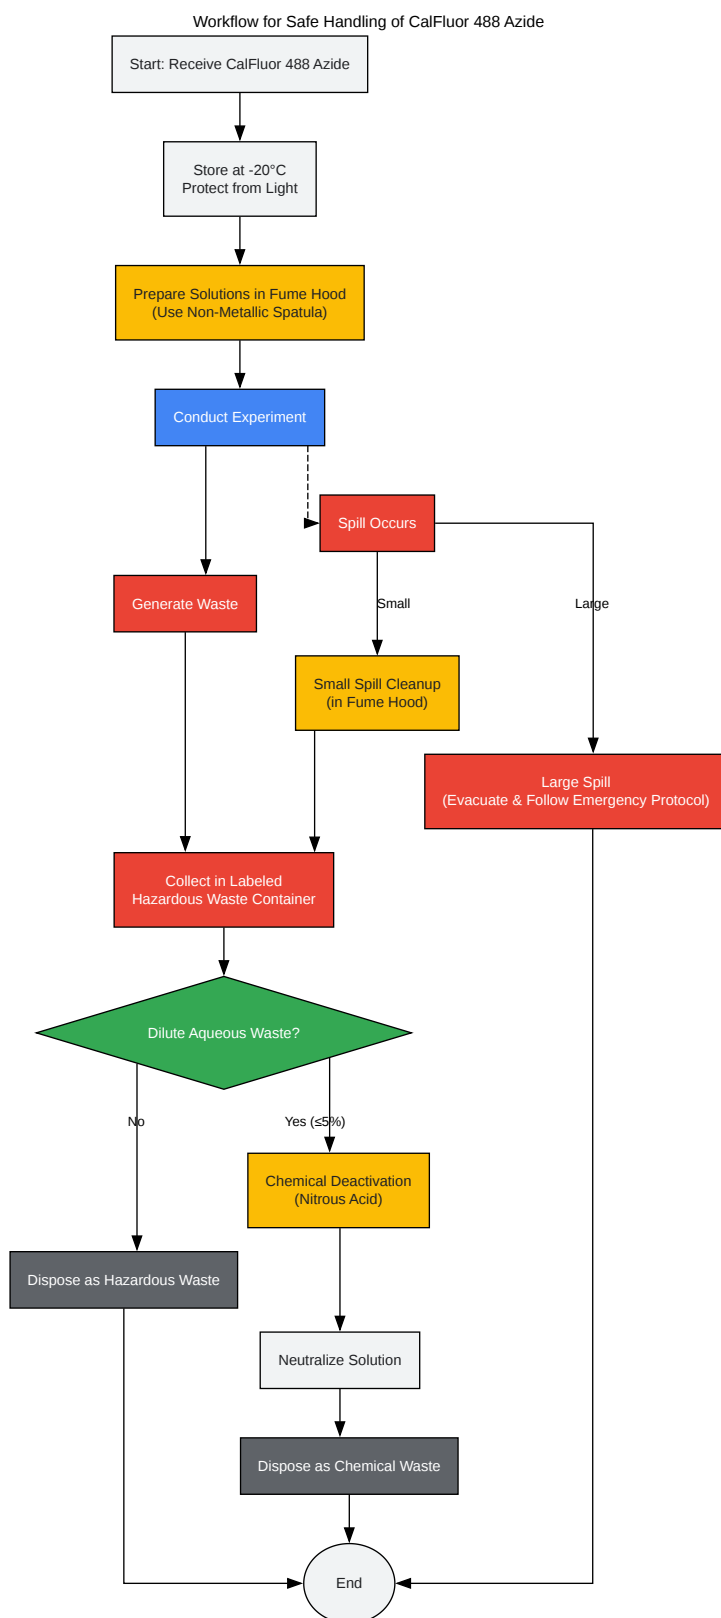 Workflow for Safe Handling of CalFluor 488 Azide
Start: Receive CalFluor 488 Azide
Store at -20°C
Protect from Light
Prepare Solutions in Fume Hood
(Use Non-Metallic Spatula)
Conduct Experiment
Spill Occurs
Generate Waste
Small
Large
Small Spill Cleanup
(in Fume Hood)
Large Spill
(Evacuate & Follow Emergency Protocol)
Collect in Labeled
Hazardous Waste Container
Dilute Aqueous Waste?
No
Yes (≤5%)
Chemical Deactivation
(Nitrous Acid)
Dispose as Hazardous Waste
Neutralize Solution
Dispose as Chemical Waste
End